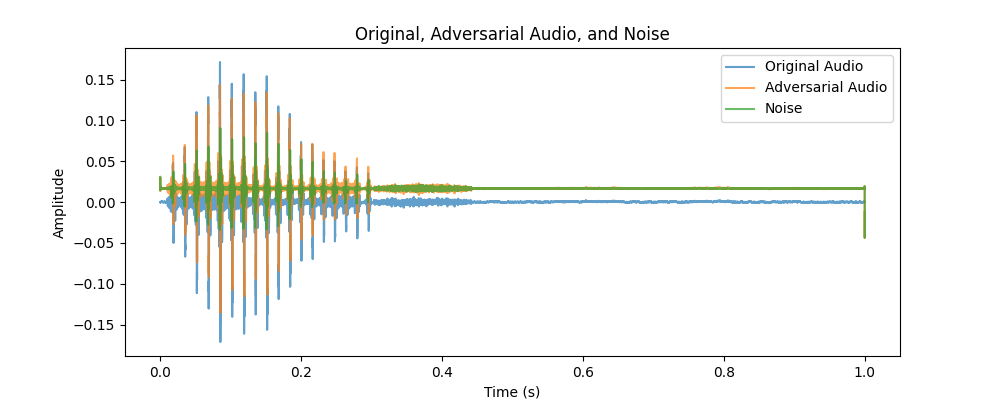 Original, Adversarial Audio, and Noise
Original Audio
Adversarial Audio
Noise
Amplitude
0.15
0.10
0.05
0.00
−0.05
−0.10
−0.15
0.0 0.2 0.4 0.6 0.8 1.0
Time (s)